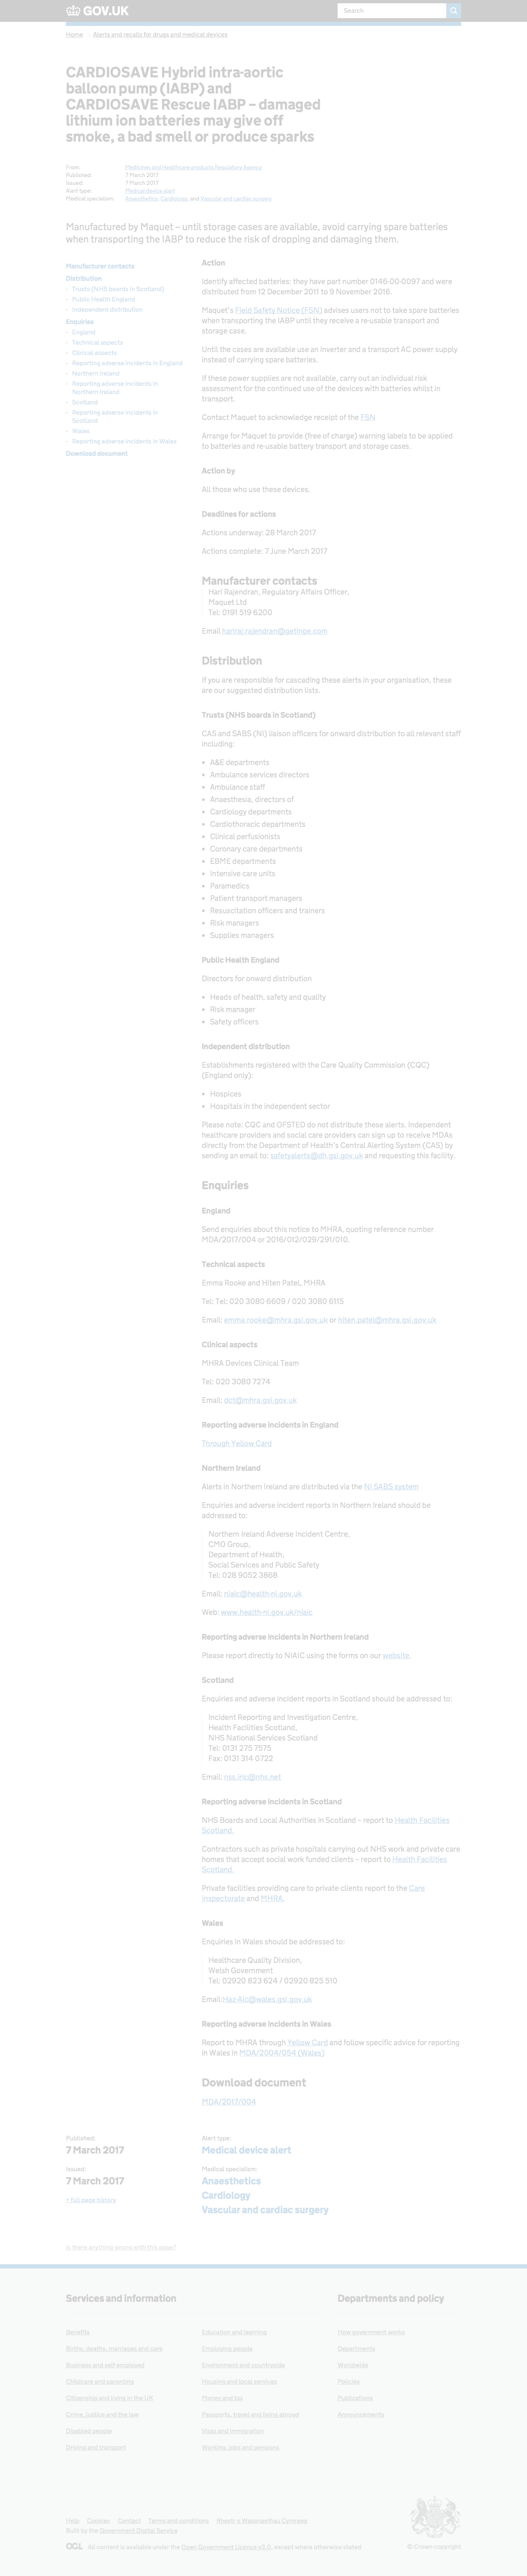 GOV.UK
Search
Home
Alerts and recalls for drugs and medical devices
CARDIOSAVE Hybrid intra-aortic
balloon pump (IABP) and
CARDIOSAVE Rescue IABP – damaged
lithium ion batteries may give off
smoke, a bad smell or produce sparks
From: Medicines and Healthcare products Regulatory Agency
Published: 7 March 2017
Issued: 7 March 2017
Alert type: Medical device alert
Medical specialism: Anaesthetics, Cardiology, and Vascular and cardiac surgery
Manufactured by Maquet – until storage cases are available, avoid carrying spare batteries
when transporting the IABP to reduce the risk of dropping and damaging them.
Manufacturer contacts
Distribution
Trusts (NHS boards in Scotland)
Public Health England
Independent distribution
Enquiries
England
Technical aspects
Clinical aspects
Reporting adverse incidents in England
Northern Ireland
Reporting adverse incidents in
Northern Ireland
Scotland
Reporting adverse incidents in
Scotland
Wales
Reporting adverse incidents in Wales
Download document
Action
Identify affected batteries: they have part number 0146-00-0097 and were
distributed from 12 December 2011 to 9 November 2016.
Maquet's Field Safety Notice (FSN) advises users not to take spare batteries
when transporting the IABP until they receive a re-usable transport and
storage case.
Until the cases are available use an inverter and a transport AC power supply
instead of carrying spare batteries.
If these power supplies are not available, carry out an individual risk
assessment for the continued use of the devices with batteries whilst in
transport.
Contact Maquet to acknowledge receipt of the FSN
Arrange for Maquet to provide (free of charge) warning labels to be applied
to batteries and re-usable battery transport and storage cases.
Action by
All those who use these devices.
Deadlines for actions
Actions underway: 28 March 2017
Actions complete: 7 June March 2017
Manufacturer contacts
Hari Rajendran, Regulatory Affairs Officer,
Maquet Ltd
Tel: 0191 519 6200
Email hariraj.rajendran@getinge.com
Distribution
If you are responsible for cascading these alerts in your organisation, these
are our suggested distribution lists.
Trusts (NHS boards in Scotland)
CAS and SABS (NI) liaison officers for onward distribution to all relevant staff
including:
A&E departments
Ambulance services directors
Ambulance staff
Anaesthesia, directors of
Cardiology departments
Cardiothoracic departments
Clinical perfusionists
Coronary care departments
EBME departments
Intensive care units
Paramedics
Patient transport managers
Resuscitation officers and trainers
Risk managers
Supplies managers
Public Health England
Directors for onward distribution
Heads of health, safety and quality
Risk manager
Safety officers
Independent distribution
Establishments registered with the Care Quality Commission (CQC)
(England only):
Hospices
Hospitals in the independent sector
Please note: CQC and OFSTED do not distribute these alerts. Independent
healthcare providers and social care providers can sign up to receive MDAs
directly from the Department of Health's Central Alerting System (CAS) by
sending an email to: safetyalerts@dh.gsi.gov.uk and requesting this facility.
Enquiries
England
Send enquiries about this notice to MHRA, quoting reference number
MDA/2017/004 or 2016/012/029/291/010.
Technical aspects
Emma Rooke and Hiten Patel, MHRA
Tel: Tel: 020 3080 6609 / 020 3080 6115
Email: emma.rooke@mhra.gsi.gov.uk or hiten.patel@mhra.gsi.gov.uk
Clinical aspects
MHRA Devices Clinical Team
Tel: 020 3080 7274
Email: dct@mhra.gsi.gov.uk
Reporting adverse incidents in England
Through Yellow Card
Northern Ireland
Alerts in Northern Ireland are distributed via the NI SABS system
Enquiries and adverse incident reports in Northern Ireland should be
addressed to:
Northern Ireland Adverse Incident Centre,
CMO Group,
Department of Health,
Social Services and Public Safety
Tel: 028 9052 3868
Email: niaic@health-ni.gov.uk
Web: www.health-ni.gov.uk/niaic
Reporting adverse incidents in Northern Ireland
Please report directly to NIAIC using the forms on our website.
Scotland
Enquiries and adverse incident reports in Scotland should be addressed to:
Incident Reporting and Investigation Centre,
Health Facilities Scotland,
NHS National Services Scotland
Tel: 0131 275 7575
Fax: 0131 314 0722
Email: nss.iric@nhs.net
Reporting adverse incidents in Scotland
NHS Boards and Local Authorities in Scotland – report to Health Facilities
Scotland.
Contractors such as private hospitals carrying out NHS work and private care
homes that accept social work funded clients – report to Health Facilities
Scotland.
Private facilities providing care to private clients report to the Care
Inspectorate and MHRA.
Wales
Enquiries in Wales should be addressed to:
Healthcare Quality Division,
Welsh Government
Tel: 02920 823 624 / 02920 825 510
Email:Haz-Aic@wales.gsi.gov.uk
Reporting adverse incidents in Wales
Report to MHRA through Yellow Card and follow specific advice for reporting
in Wales in MDA/2004/054 (Wales)
Download document
MDA/2017/004
Published:
7 March 2017
Issued:
7 March 2017
+ full page history
Alert type:
Medical device alert
Medical specialism:
Anaesthetics
Cardiology
Vascular and cardiac surgery
Is there anything wrong with this page?
Services and information
Benefits
Births, deaths, marriages and care
Business and self-employed
Childcare and parenting
Citizenship and living in the UK
Crime, justice and the law
Disabled people
Driving and transport
Education and learning
Employing people
Environment and countryside
Housing and local services
Money and tax
Passports, travel and living abroad
Visas and immigration
Working, jobs and pensions
Departments and policy
How government works
Departments
Worldwide
Policies
Publications
Announcements
Help Cookies Contact Terms and conditions Rhestr o Wasanaethau Cymraeg
Built by the Government Digital Service
OGL All content is available under the Open Government Licence v3.0, except where otherwise stated
© Crown copyright